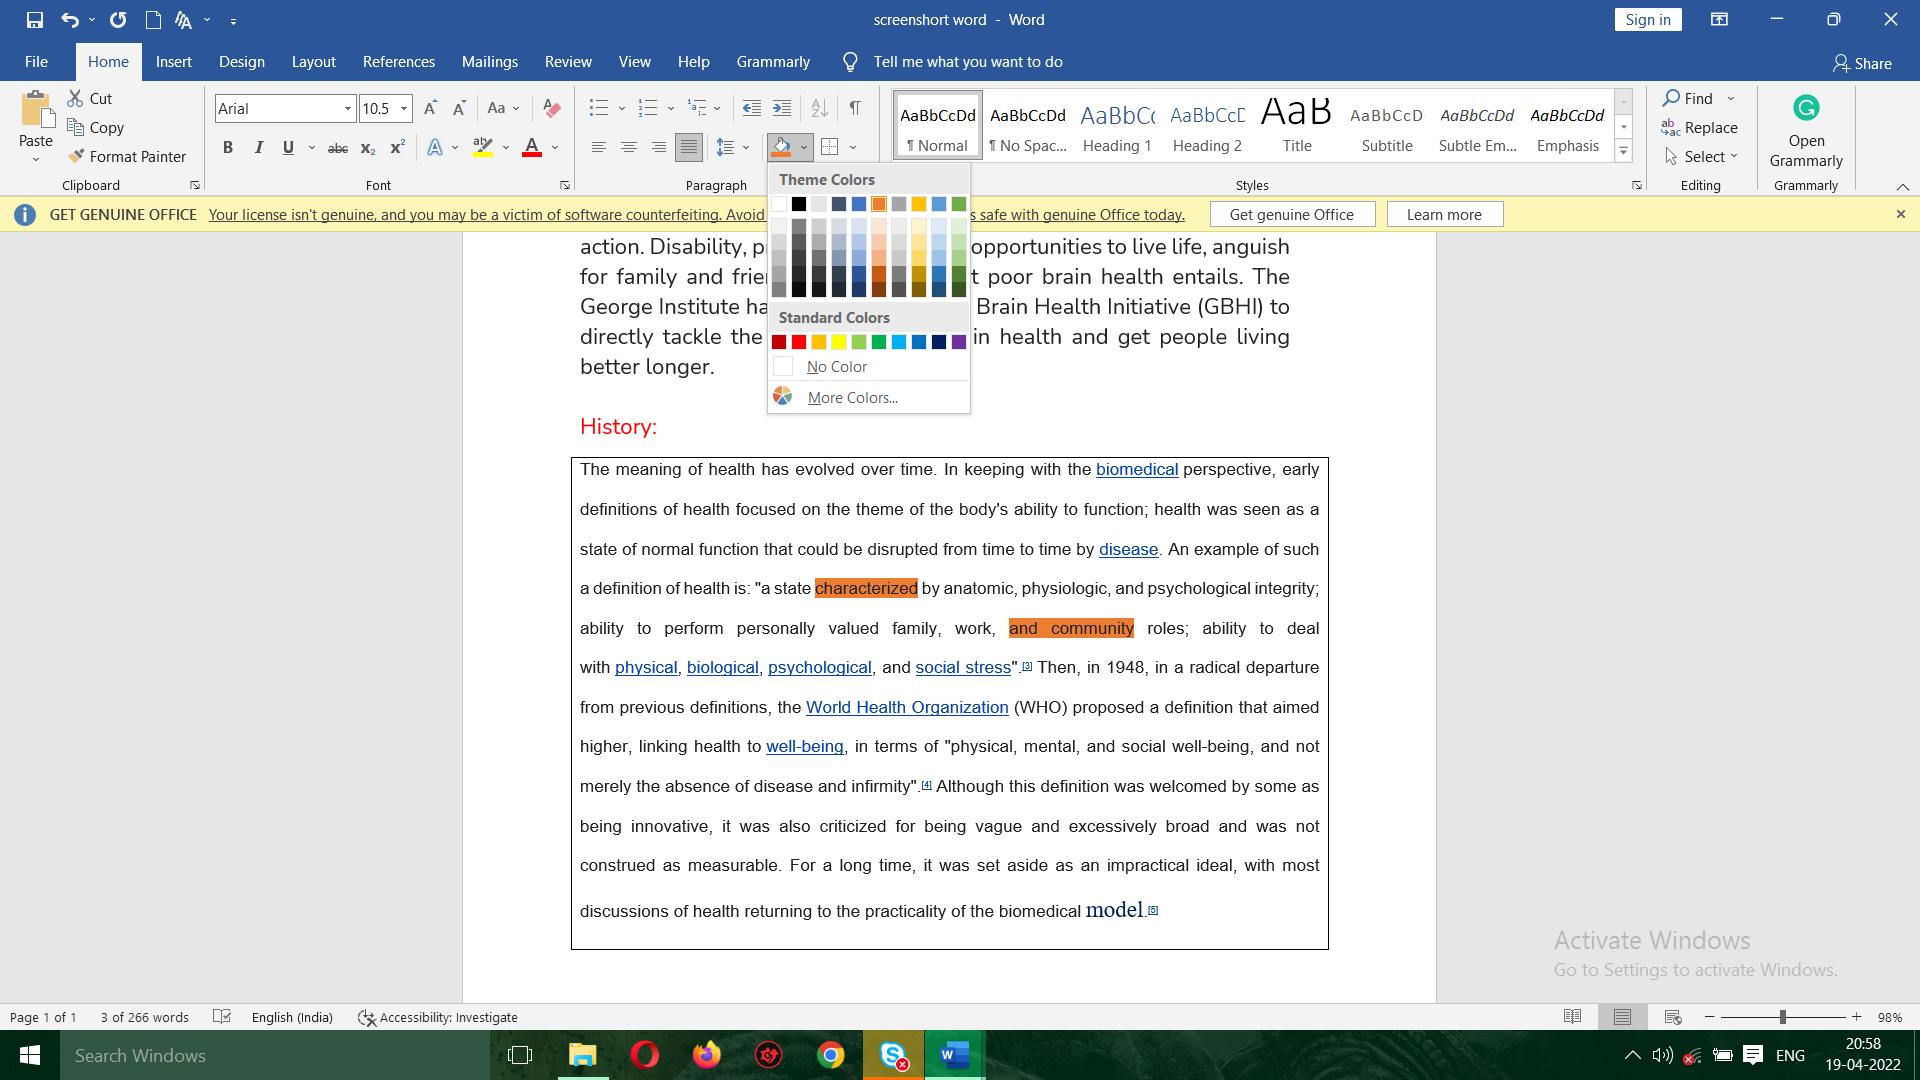 screenshort word - Word
Sign in
File Home Insert Design Layout References Mailings Review View Help Grammarly Tell me what you want to do Share
Paste
Cut
Copy
Format Painter
Clipboard
Arial 10.5
Font
Paragraph
AaBbCcDd AaBbCcDd AaBbC AaBbCcD AaB AaBbCcD AaBbCcDd AaBbCcDd
¶ Normal ¶ No Spac... Heading 1 Heading 2 Title Subtitle Subtle Em... Emphasis
Styles
Find
Replace
Select
Editing
Open
Grammarly
Grammarly
GET GENUINE OFFICE Your license isn't genuine, and you may be a victim of software counterfeiting. Avoid s safe with genuine Office today. Get genuine Office Learn more
Theme Colors
Standard Colors
No Color
More Colors...
action. Disability, p opportunities to live life, anguish
for family and frie t poor brain health entails. The
George Institute ha Brain Health Initiative (GBHI) to
directly tackle the in health and get people living
better longer.
History:
The meaning of health has evolved over time. In keeping with the biomedical perspective, early
definitions of health focused on the theme of the body's ability to function; health was seen as a
state of normal function that could be disrupted from time to time by disease. An example of such
a definition of health is: "a state characterized by anatomic, physiologic, and psychological integrity;
ability to perform personally valued family, work, and community roles; ability to deal
with physical, biological, psychological, and social stress".[3] Then, in 1948, in a radical departure
from previous definitions, the World Health Organization (WHO) proposed a definition that aimed
higher, linking health to well-being, in terms of "physical, mental, and social well-being, and not
merely the absence of disease and infirmity".[4] Although this definition was welcomed by some as
being innovative, it was also criticized for being vague and excessively broad and was not
construed as measurable. For a long time, it was set aside as an impractical ideal, with most
discussions of health returning to the practicality of the biomedical model.[5]
Activate Windows
Go to Settings to activate Windows.
Page 1 of 1 3 of 266 words English (India) Accessibility: Investigate 98%
Search Windows
ENG
20:58
19-04-2022